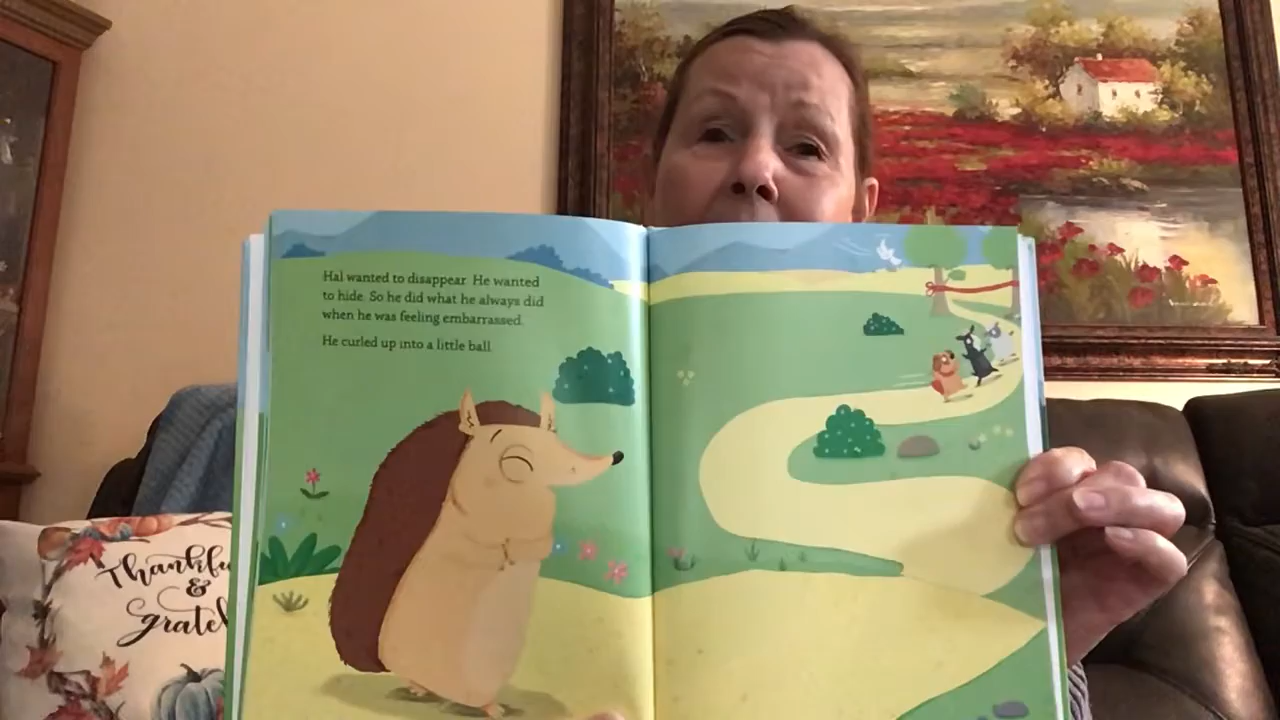 Hal wanted to disappear. He wanted
to hide. So he did what he always did
when he was feeling embarrassed.
He curled up into a little ball.
Thankful
&